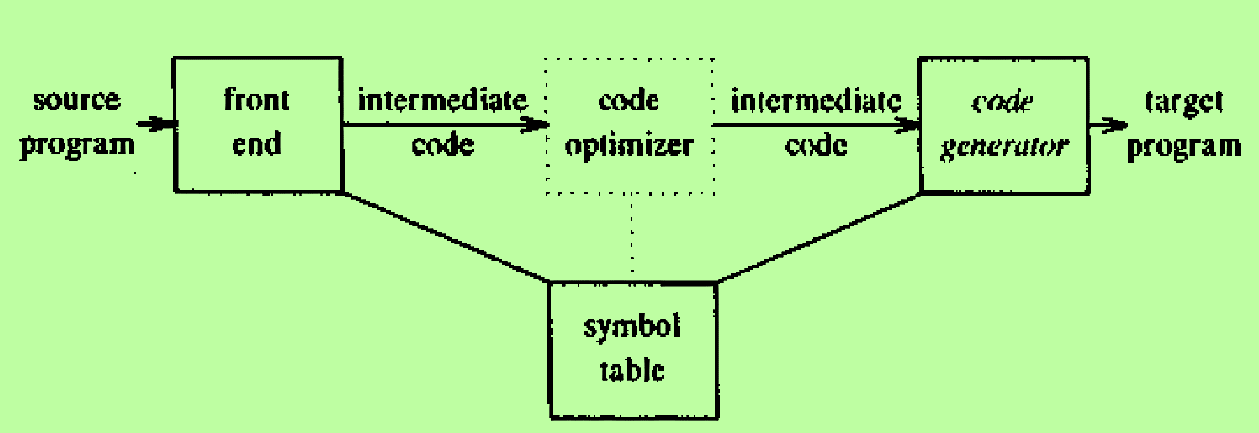 source
program
front
end
intermediate
code
code
optimizer
intermediate
code
code
generator
target
program
symbol
table